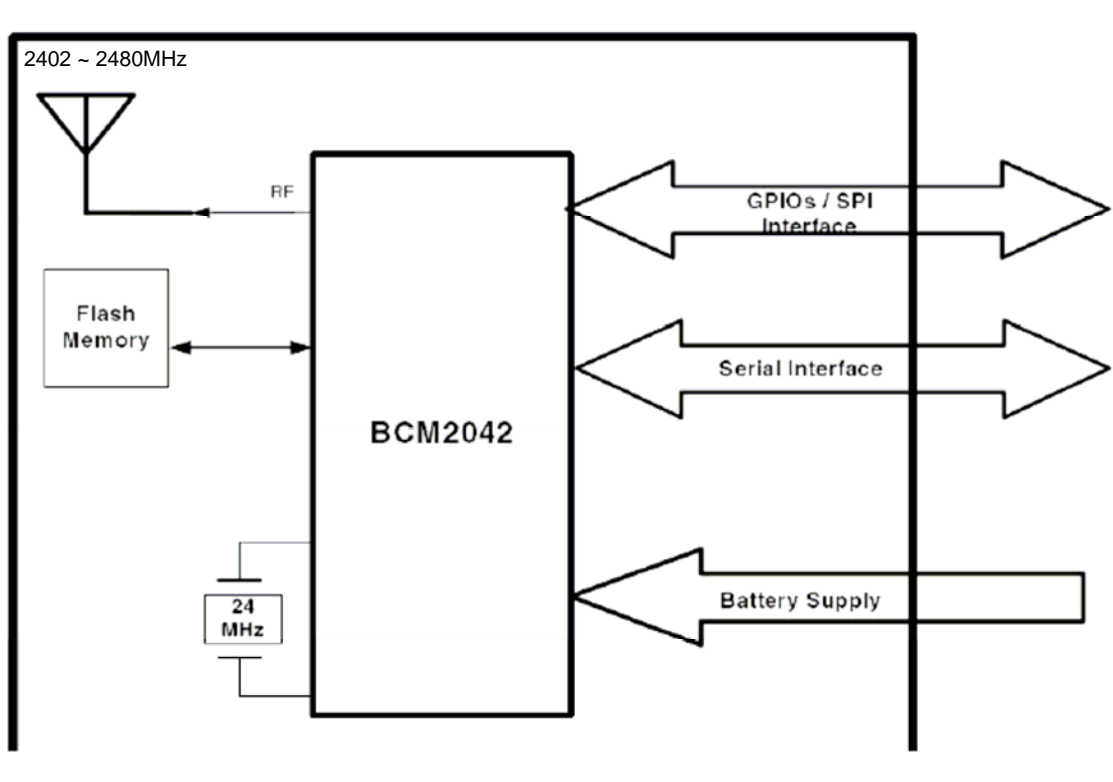 2402 ~ 2480MHz
RF
GPIOs / SPI
Interface
Flash
Memory
Serial Interface
BCM2042
24
MHz
Battery Supply